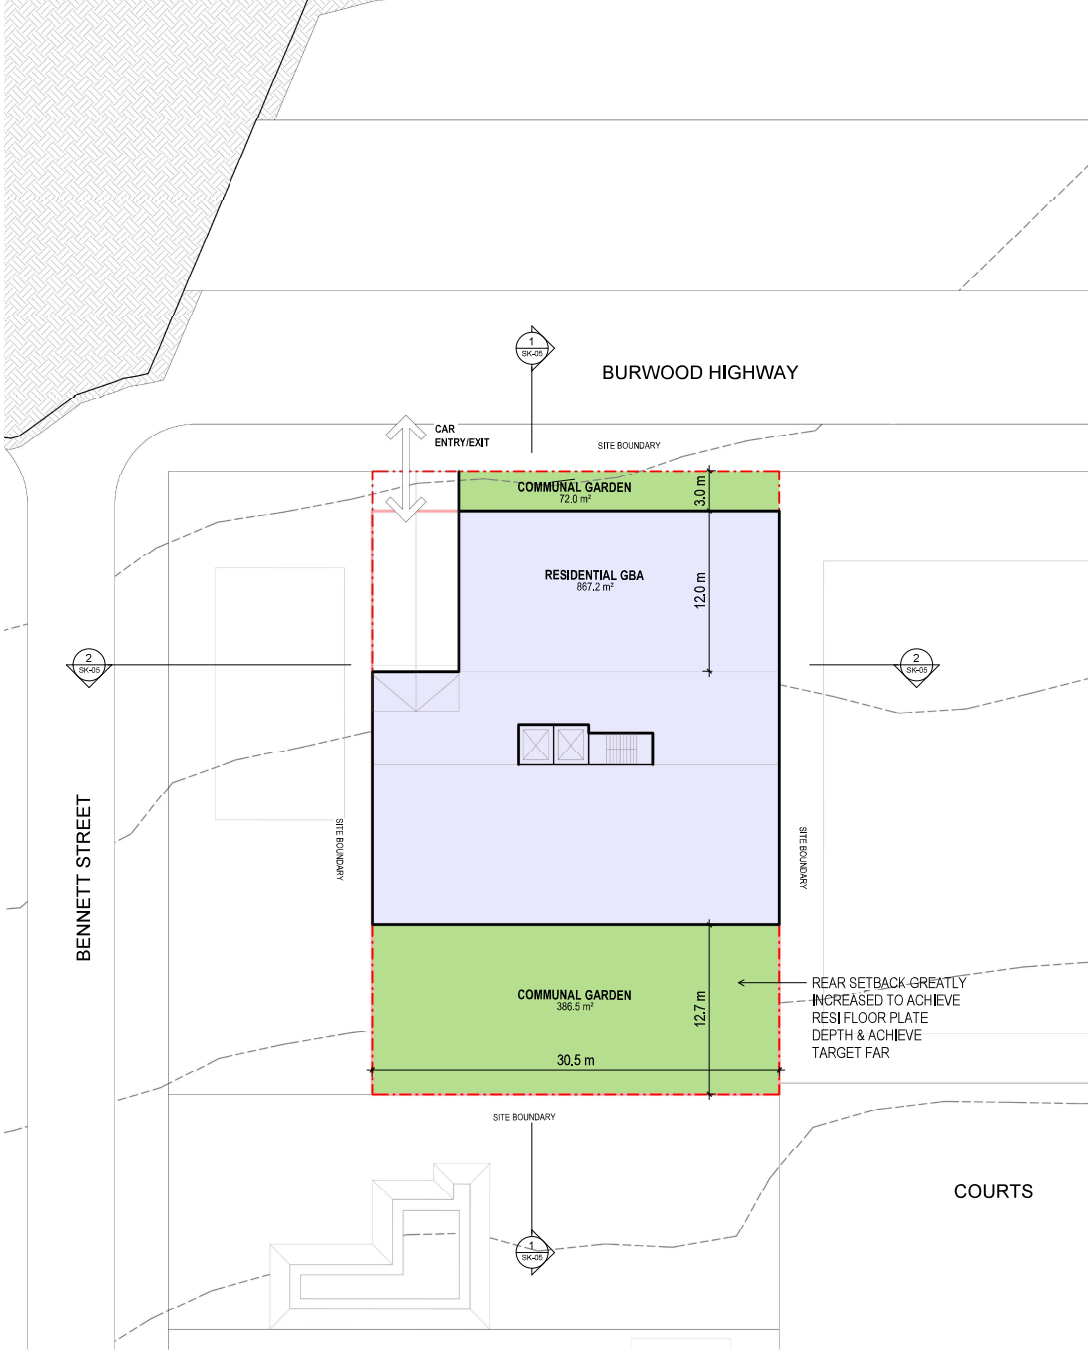 1
SK-05
BURWOOD HIGHWAY
CAR
ENTRY/EXIT
SITE BOUNDARY
COMMUNAL GARDEN
72.0 m²
3.0 m
RESIDENTIAL GBA
867.2 m²
12.0 m
2
SK-05
2
SK-05
BENNETT STREET
SITE BOUNDARY
SITE BOUNDARY
COMMUNAL GARDEN
386.5 m²
12.7 m
REAR SETBACK GREATLY
INCREASED TO ACHIEVE
RESI FLOOR PLATE
DEPTH & ACHIEVE
TARGET FAR
30.5 m
SITE BOUNDARY
COURTS
1
SK-05